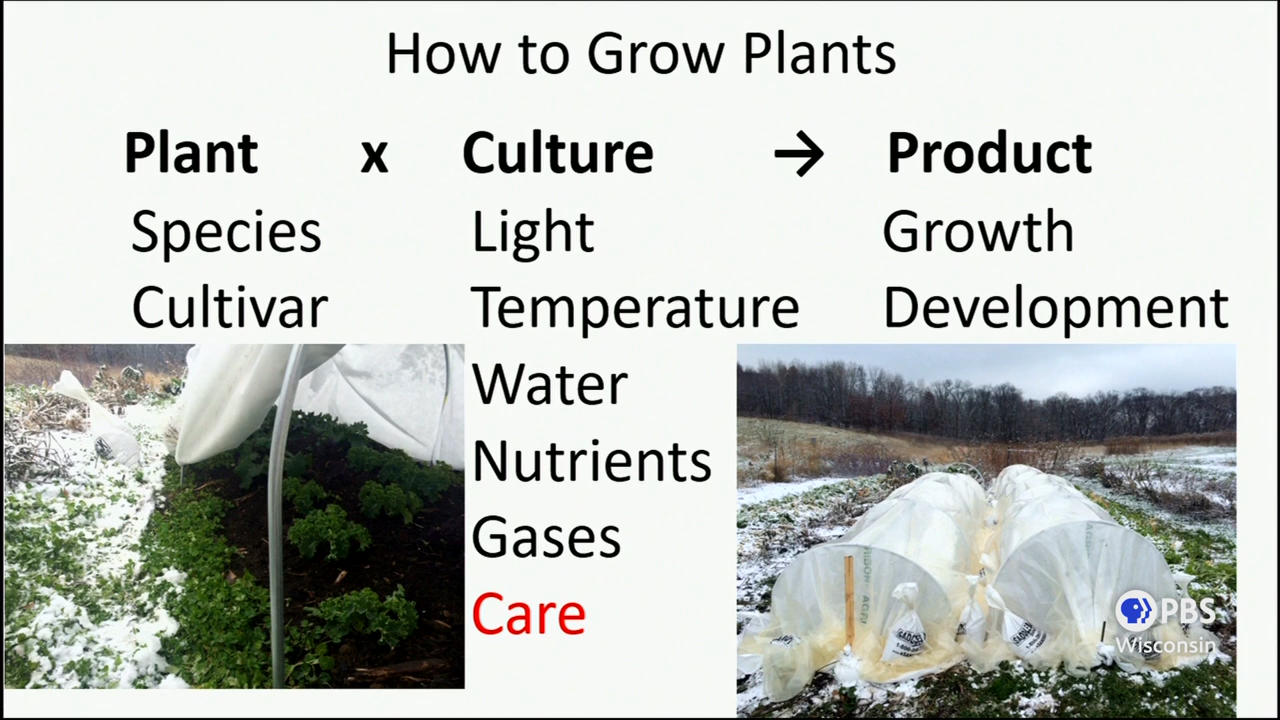 How to Grow Plants
Plant x Culture → Product
Species Light Growth
Cultivar Temperature Development
Water
Nutrients
Gases
Care
PBS
Wisconsin